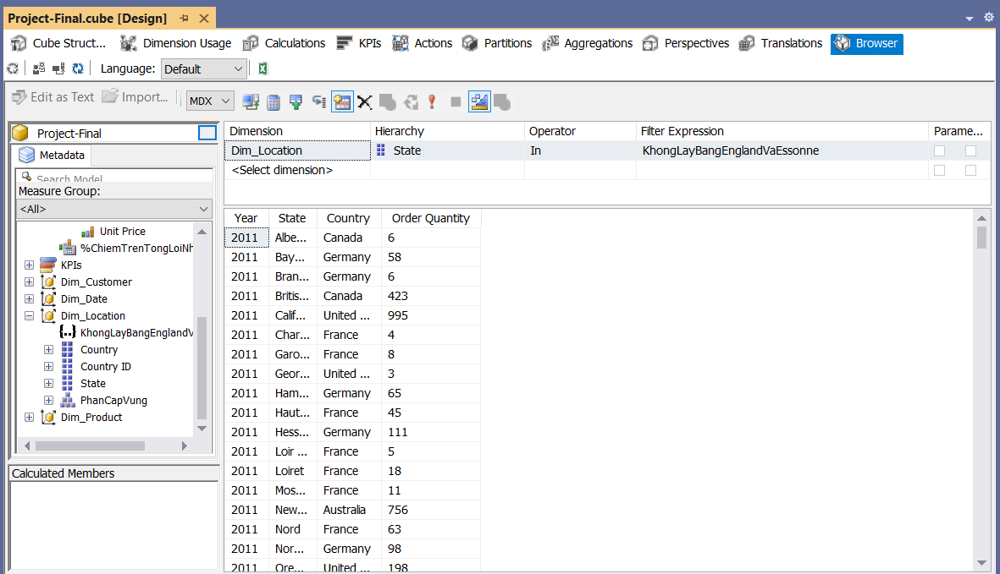 Project-Final.cube [Design]
Cube Struct... Dimension Usage Calculations KPIs Actions Partitions Aggregations Perspectives Translations Browser
Language: Default
Edit as Text Import... MDX
Project-Final
Metadata
Search Model
Measure Group:
<All>
Unit Price
%ChiemTrenTongLoiNh
KPIs
Dim_Customer
Dim_Date
Dim_Location
KhongLayBangEnglandV
Country
Country ID
State
PhanCapVung
Dim_Product
Calculated Members
Dimension Hierarchy Operator Filter Expression Parame...
Dim_Location State In KhongLayBangEnglandVaEssonne
<Select dimension>
Year State Country Order Quantity
2011 Albe... Canada 6
2011 Bay... Germany 58
2011 Bran... Germany 6
2011 Britis... Canada 423
2011 Calif... United ... 995
2011 Char... France 4
2011 Garo... France 8
2011 Geor... United ... 3
2011 Ham... Germany 65
2011 Haut... France 45
2011 Hess... Germany 111
2011 Loir ... France 5
2011 Loiret France 18
2011 Mos... France 11
2011 New... Australia 756
2011 Nord France 63
2011 Nor... Germany 98
2011 Ore... United ... 198